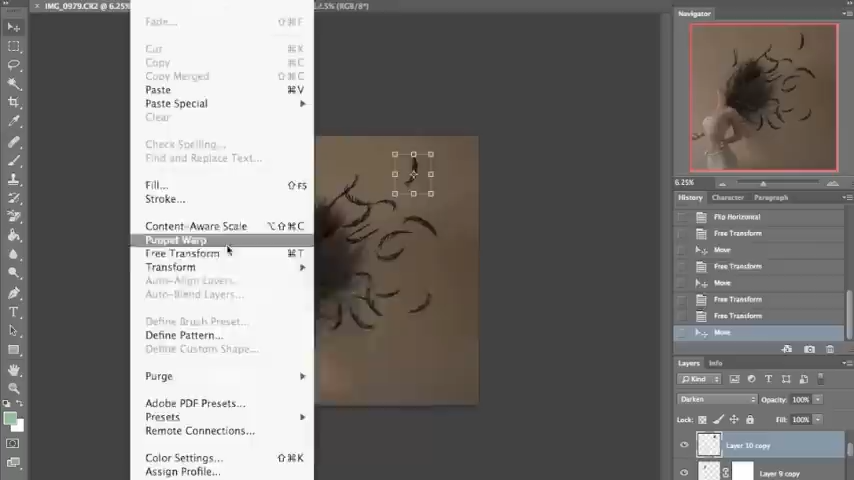 IMG_0979.CR2 @ 6.25%
2.5% (RGB/8*)
Navigator
Fade... ⇧⌘F
Cut ⌘X
Copy ⌘C
Copy Merged ⇧⌘C
Paste ⌘V
Paste Special
Clear
Check Spelling...
Find and Replace Text...
Fill... ⇧F5
Stroke...
Content-Aware Scale ⌥⇧⌘C
Puppet Warp
Free Transform ⌘T
Transform
Auto-Align Layers...
Auto-Blend Layers...
Define Brush Preset...
Define Pattern...
Define Custom Shape...
Purge
Adobe PDF Presets...
Presets
Remote Connections...
Color Settings... ⇧⌘K
Assign Profile...
6.25%
History Character Paragraph
Flip Horizontal
Free Transform
Move
Free Transform
Move
Free Transform
Free Transform
Move
Layers Info
Kind
Darken Opacity: 100%
Lock: Fill: 100%
Layer 10 copy
Layer 9 copy